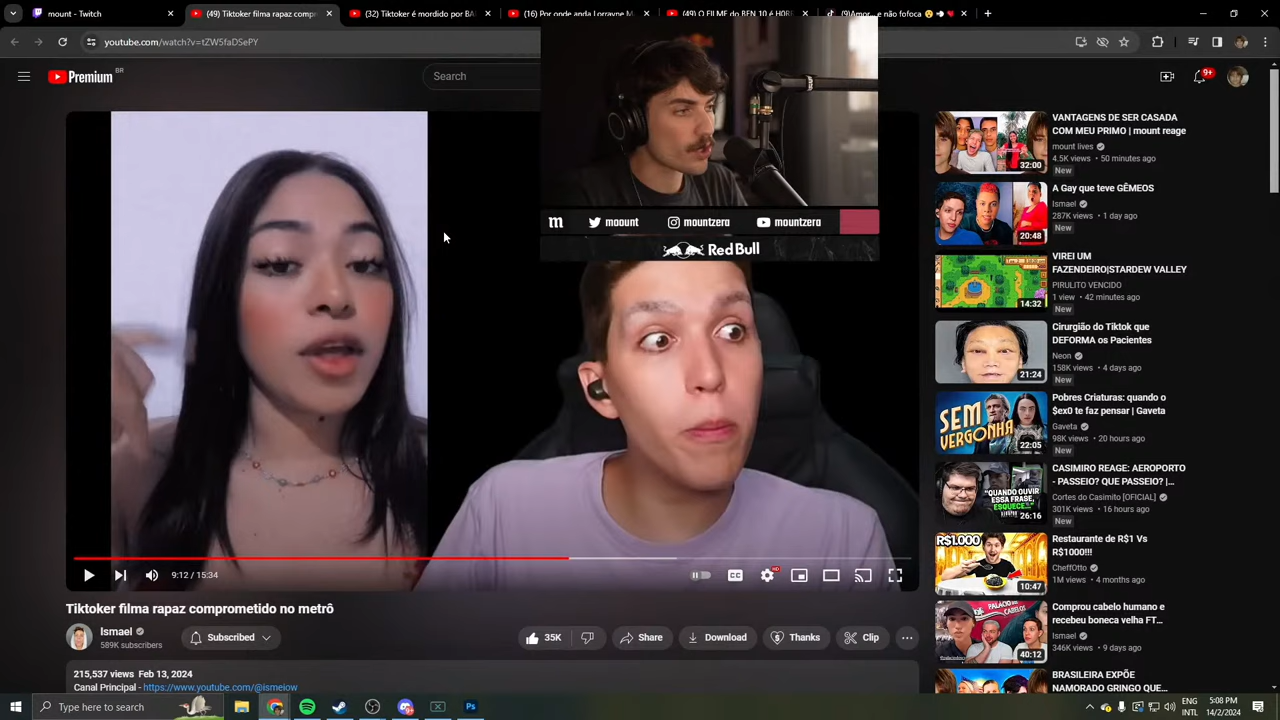 mount - Twitch
(49) Tiktoker filma rapaz compr
(32) Tiktoker é mordido por
(16) Por onde anda Lorrayne
(49) O FILME do BEN 10 é
youtube.com/watch?v=tZW5faDSePY
Premium BR
Search
9+
m moount mountzera mountzera
Red Bull
VANTAGENS DE SER CASADA
COM MEU PRIMO | mount reage
mount lives
4.5K views • 50 minutes ago
New
32:00
A Gay que teve GÊMEOS
Ismael
287K views • 1 day ago
New
20:48
VIREI UM
FAZENDEIRO|STARDEW VALLEY
PIRULITO VENCIDO
1 view • 42 minutes ago
New
14:32
Cirurgião do Tiktok que
DEFORMA os Pacientes
Neon
158K views • 4 days ago
New
21:24
Pobres Criaturas: quando o
$ex0 te faz pensar | Gaveta
Gaveta
98K views • 20 hours ago
New
SEM
VERGONHA
22:05
CASIMIRO REAGE: AEROPORTO
- PASSEIO? QUE PASSEIO? |...
Cortes do Casimito [OFICIAL]
301K views • 16 hours ago
New
"QUANDO OUVIR
ESSA FRASE,
ESQUECE..."
26:16
Restaurante de R$1 Vs
R$1000!!!
CheffOtto
1M views • 4 months ago
R$1.000
10:47
Comprou cabelo humano e
recebeu boneca velha FT...
Ismael
346K views • 9 days ago
40:12
BRASILEIRA EXPÕE
NAMORADO GRINGO QUE...
9:12 / 15:34
CC
HD
Tiktoker filma rapaz comprometido no metrô
Ismael
589K subscribers
Subscribed
35K
Share
Download
Thanks
Clip
215,537 views Feb 13, 2024
Canal Principal - https://www.youtube.com/@ismeiow
Type here to search
Ps
ENG
INTL
5:08 PM
14/2/2024